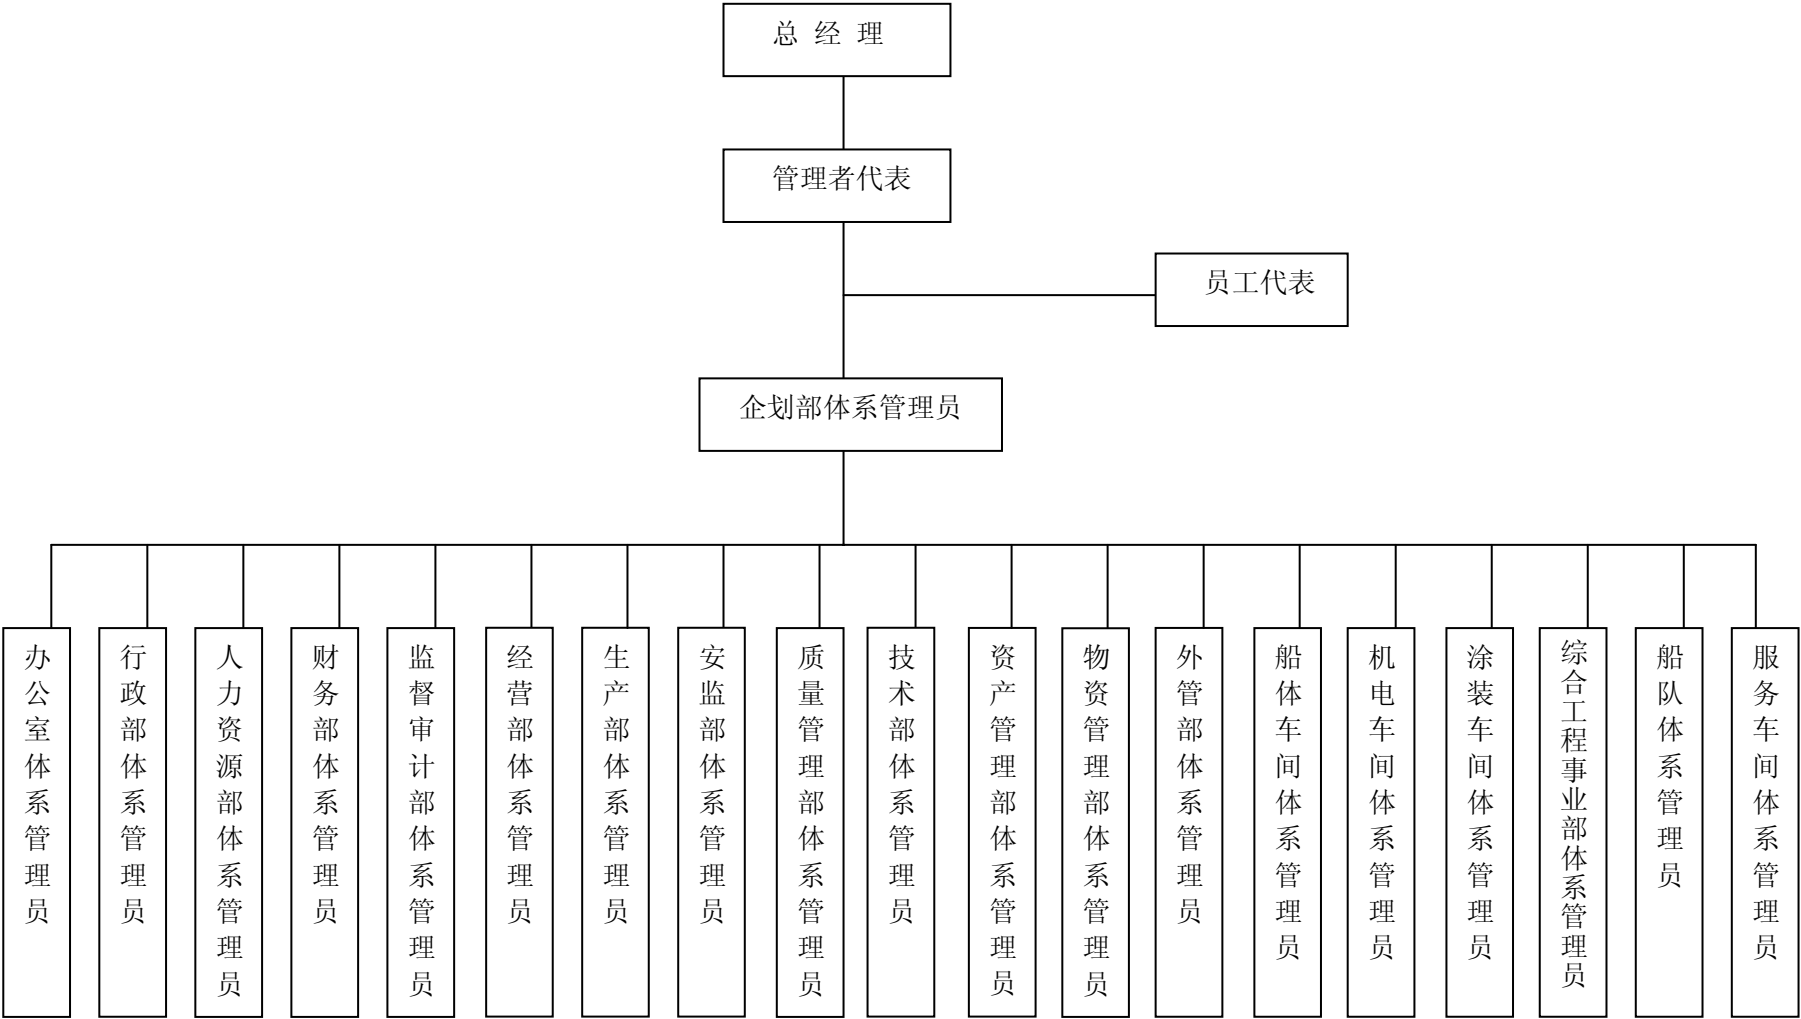 总 经 理
管理者代表
员工代表
企划部体系管理员
办公室体系管理员
行政部体系管理员
人力资源部体系管理员
财务部体系管理员
监督审计部体系管理员
经营部体系管理员
生产部体系管理员
安监部体系管理员
质量管理部体系管理员
技术部体系管理员
资产管理部体系管理员
物资管理部体系管理员
外管部体系管理员
船体车间体系管理员
机电车间体系管理员
涂装车间体系管理员
综合工程事业部体系管理员
船队体系管理员
服务车间体系管理员